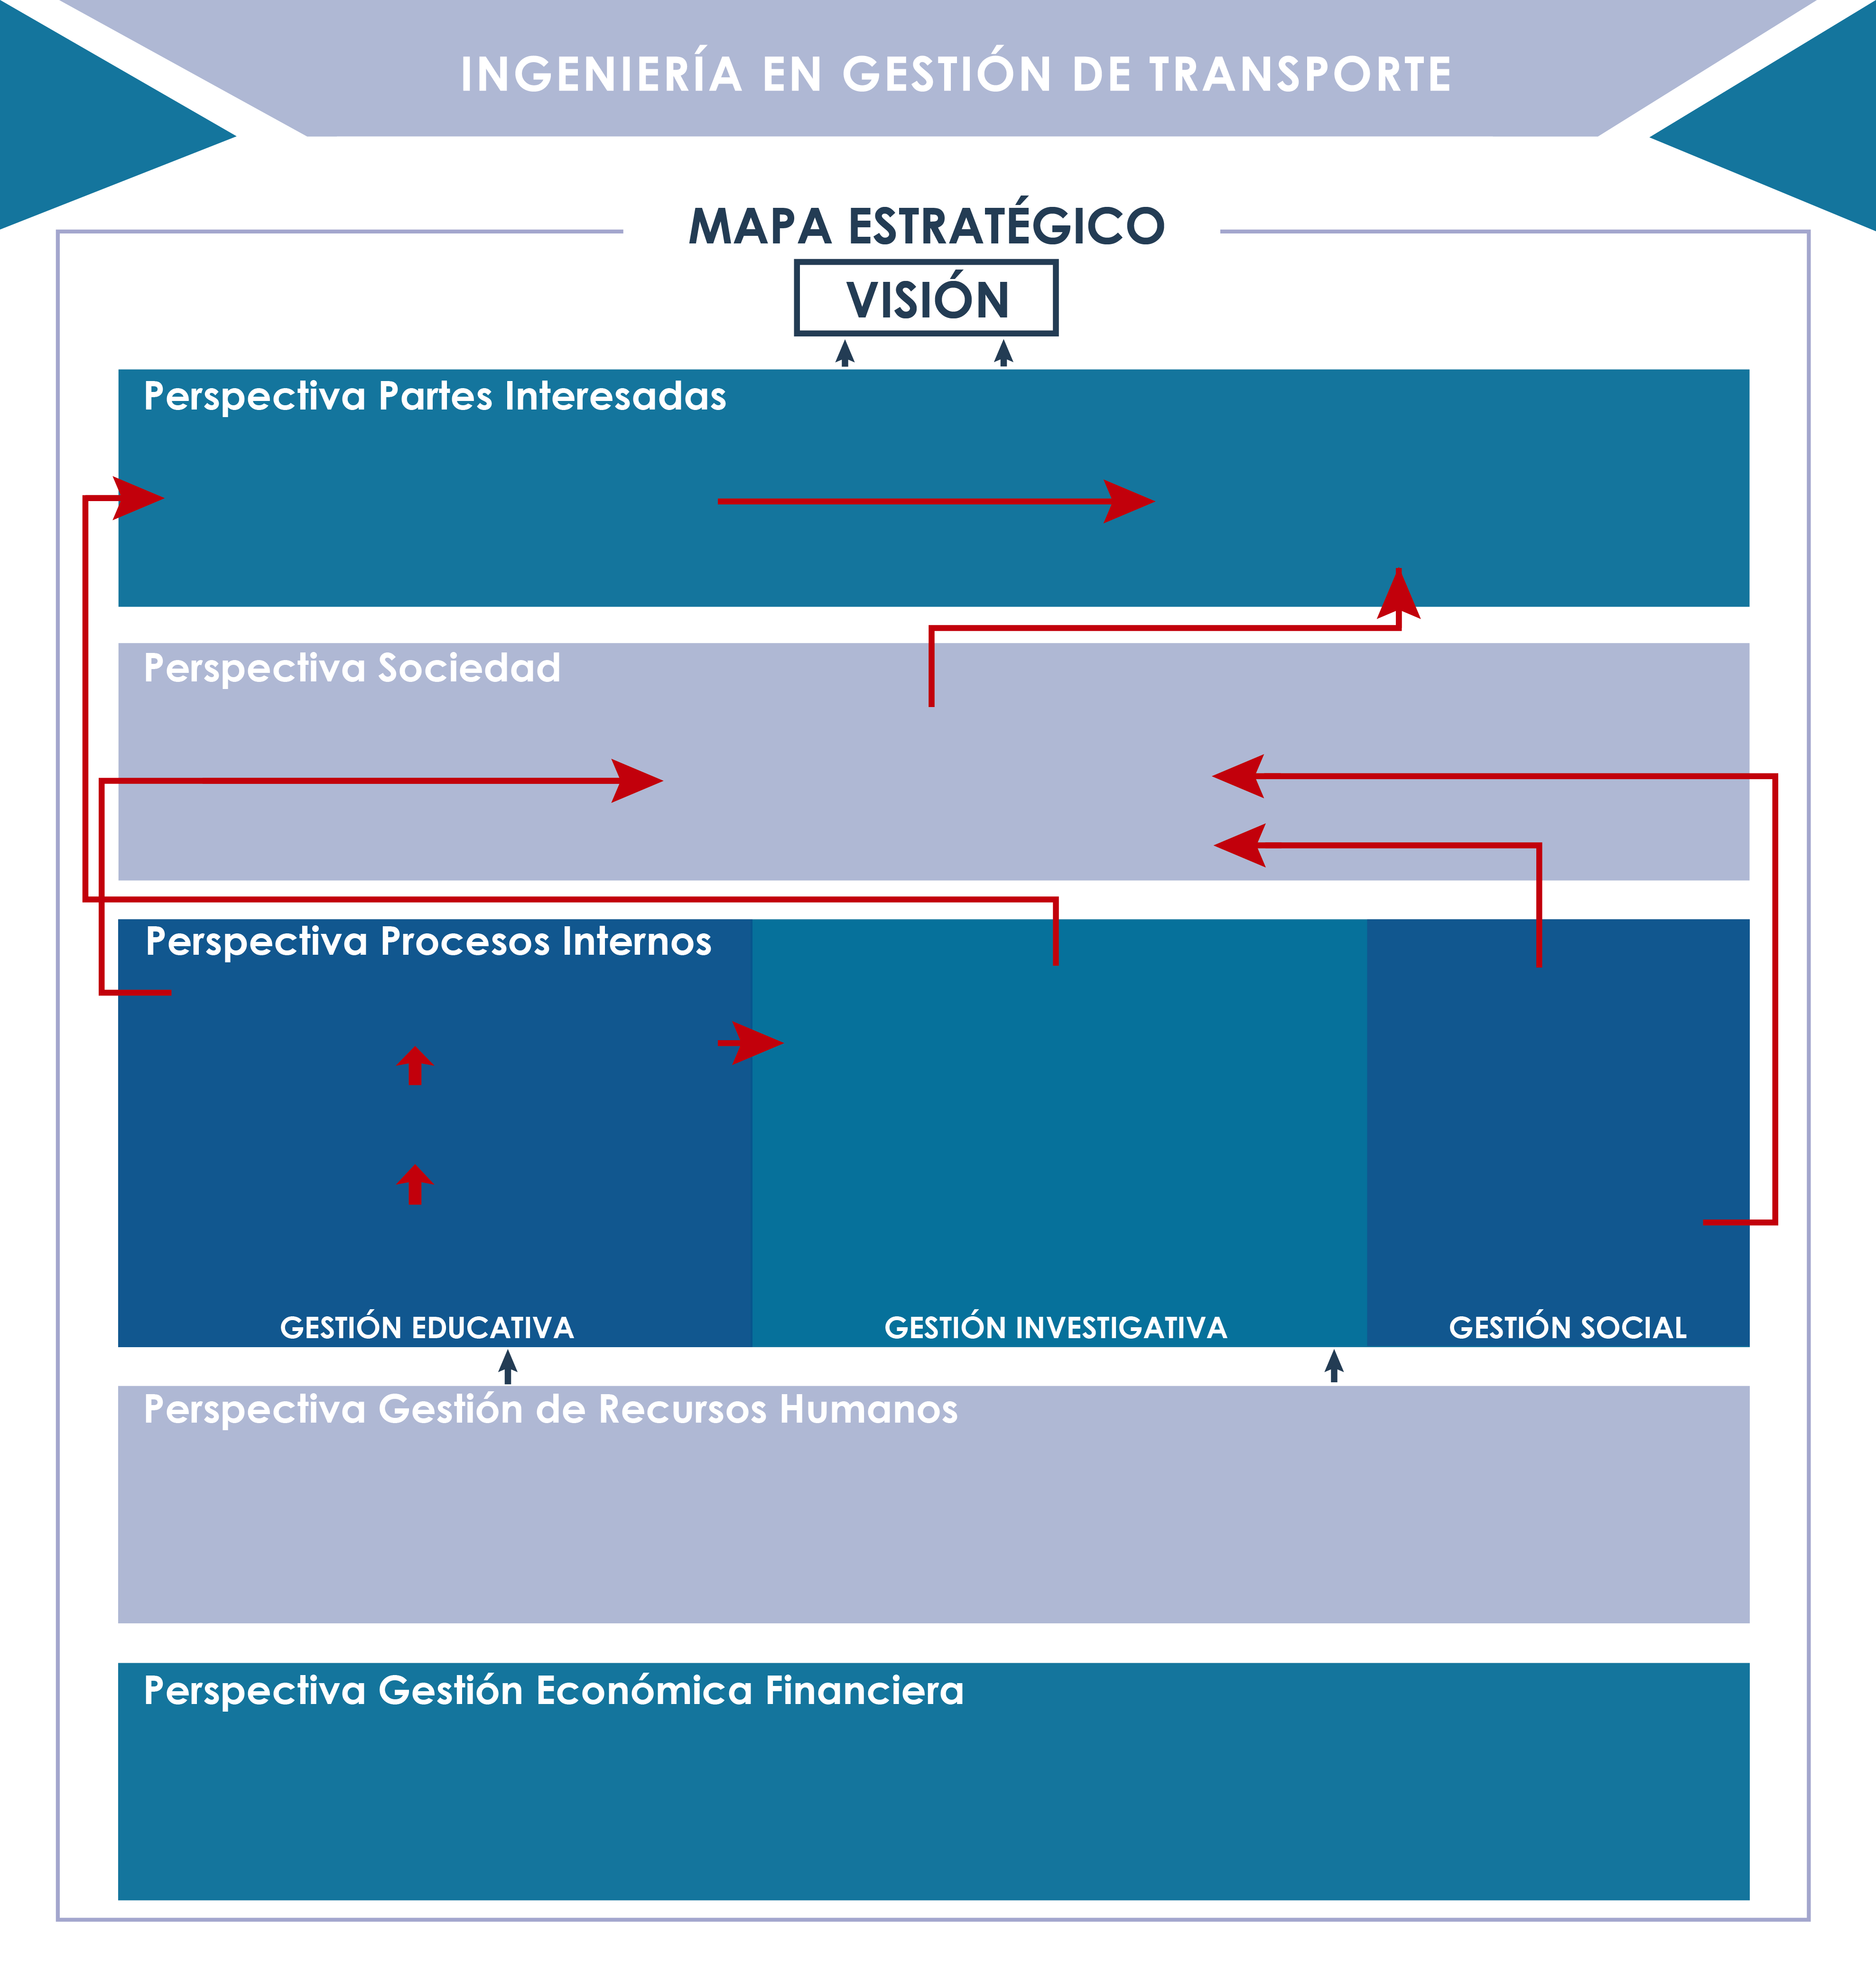 INGENIERÍA EN GESTIÓN DE TRANSPORTE
MAPA ESTRATÉGICO
VISIÓN
Perspectiva Partes Interesadas
Perspectiva Sociedad
Perspectiva Procesos Internos
GESTIÓN EDUCATIVA
GESTIÓN INVESTIGATIVA
GESTIÓN SOCIAL
Perspectiva Gestión de Recursos Humanos
Perspectiva Gestión Económica Financiera